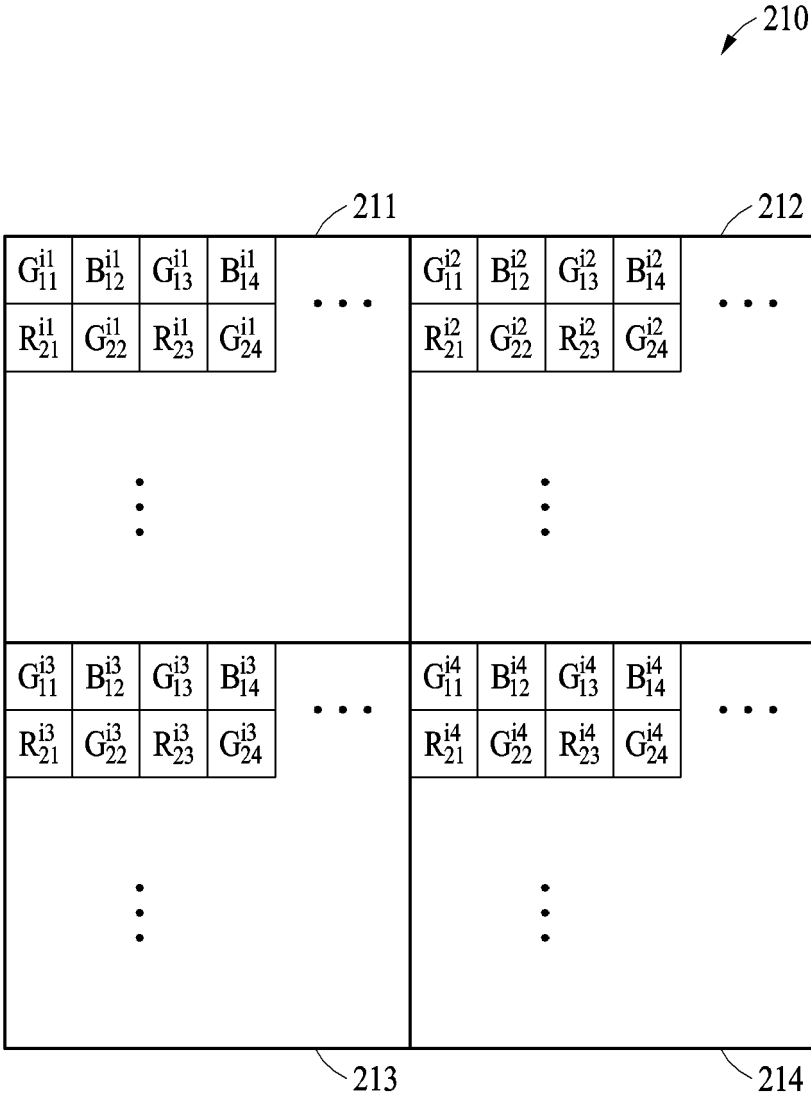 210
211 212
G₁₁ⁱ¹ B₁₂ⁱ¹ G₁₃ⁱ¹ B₁₄ⁱ¹ ••• G₁₁ⁱ² B₁₂ⁱ² G₁₃ⁱ² B₁₄ⁱ² •••
R₂₁ⁱ¹ G₂₂ⁱ¹ R₂₃ⁱ¹ G₂₄ⁱ¹ R₂₁ⁱ² G₂₂ⁱ² R₂₃ⁱ² G₂₄ⁱ²
G₁₁ⁱ³ B₁₂ⁱ³ G₁₃ⁱ³ B₁₄ⁱ³ ••• G₁₁ⁱ⁴ B₁₂ⁱ⁴ G₁₃ⁱ⁴ B₁₄ⁱ⁴ •••
R₂₁ⁱ³ G₂₂ⁱ³ R₂₃ⁱ³ G₂₄ⁱ³ R₂₁ⁱ⁴ G₂₂ⁱ⁴ R₂₃ⁱ⁴ G₂₄ⁱ⁴
213 214